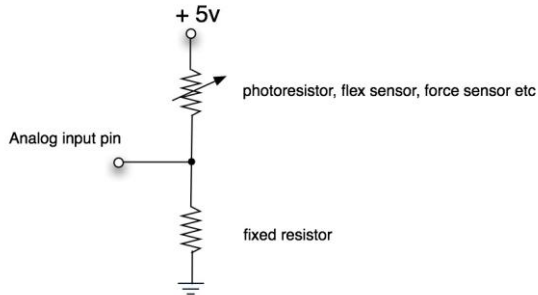 + 5v
photoresistor, flex sensor, force sensor etc
Analog input pin
fixed resistor